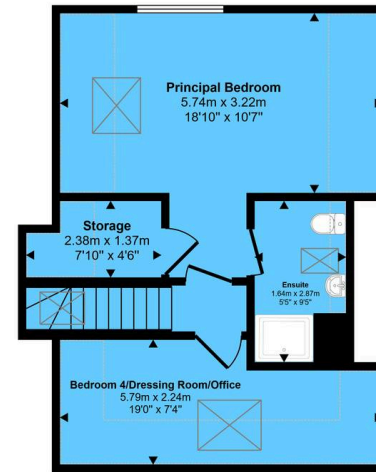 Principal Bedroom
5.74m x 3.22m
18'10" x 10'7"
Storage
2.38m x 1.37m
7'10" x 4'6"
Ensuite
1.64m x 2.87m
5'5" x 9'5"
Bedroom 4/Dressing Room/Office
5.79m x 2.24m
19'0" x 7'4"